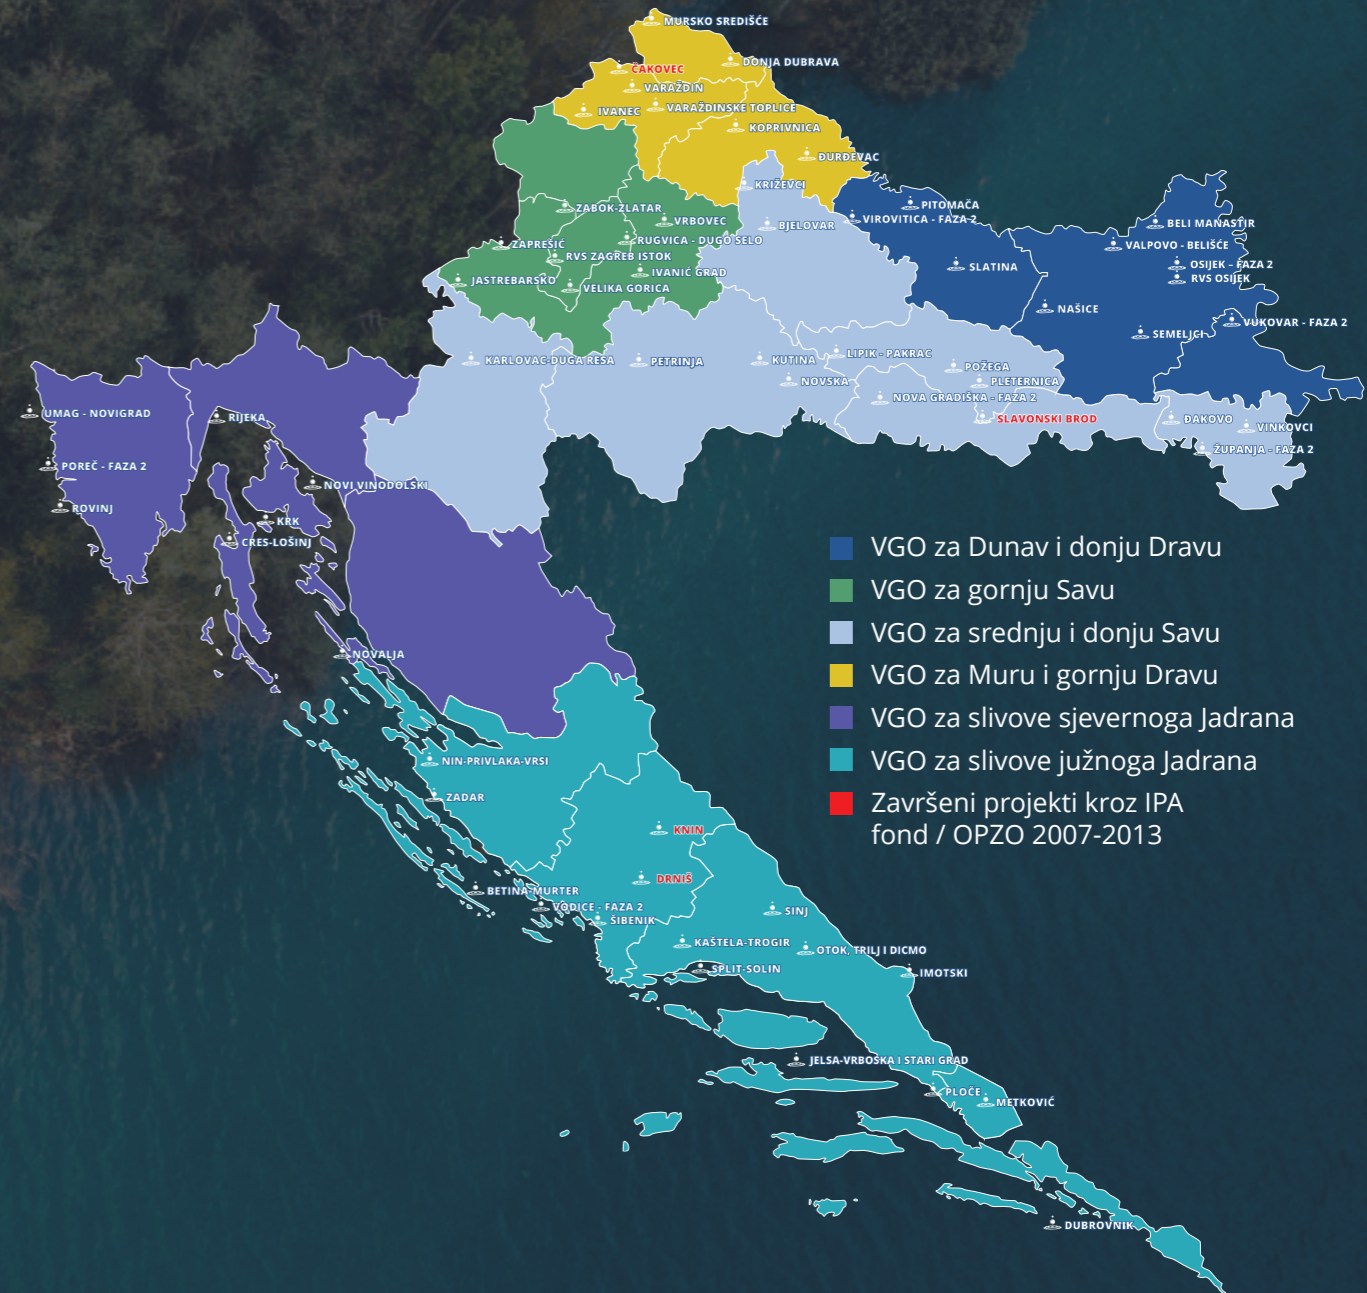 MURSKO SREDIŠĆE
DONJA DUBRAVA
ČAKOVEC
VARAŽDIN
IVANEC
VARAŽDINSKE TOPLICE
KOPRIVNICA
ĐURĐEVAC
KRIŽEVCI
BJELOVAR
PITOMAČA
VIROVITICA - FAZA 2
SLATINA
BELI MANASTIR
VALPOVO - BELIŠĆE
OSIJEK - FAZA 2
RVS OSIJEK
NAŠICE
SEMELJCI
VUKOVAR - FAZA 2
ZABOK-ZLATAR
VRBOVEC
ZAPREŠIĆ
RUGVICA - DUGO SELO
RVS ZAGREB ISTOK
IVANIĆ GRAD
JASTREBARSKO
VELIKA GORICA
KARLOVAC-DUGA RESA
PETRINJA
KUTINA
LIPIK - PAKRAC
NOVSKA
POŽEGA
PLETERNICA
NOVA GRADIŠKA - FAZA 2
SLAVONSKI BROD
ĐAKOVO
VINKOVCI
ŽUPANJA - FAZA 2
UMAG - NOVIGRAD
RIJEKA
POREČ - FAZA 2
NOVI VINODOLSKI
ROVINJ
KRK
CRES-LOŠINJ
NOVALJA
VGO za Dunav i donju Dravu
VGO za gornju Savu
VGO za srednju i donju Savu
VGO za Muru i gornju Dravu
VGO za slivove sjevernoga Jadrana
VGO za slivove južnoga Jadrana
Završeni projekti kroz IPA
fond / OPZO 2007-2013
NIN-PRIVLAKA-VRSI
ZADAR
KNIN
DRNIŠ
BETINA-MURTER
VODICE - FAZA 2
ŠIBENIK
SINJ
KAŠTELA-TROGIR
OTOK, TRILJ I DICMO
SPLIT-SOLIN
IMOTSKI
JELSA-VRBOSKA I STARI GRAD
PLOČE
METKOVIĆ
DUBROVNIK